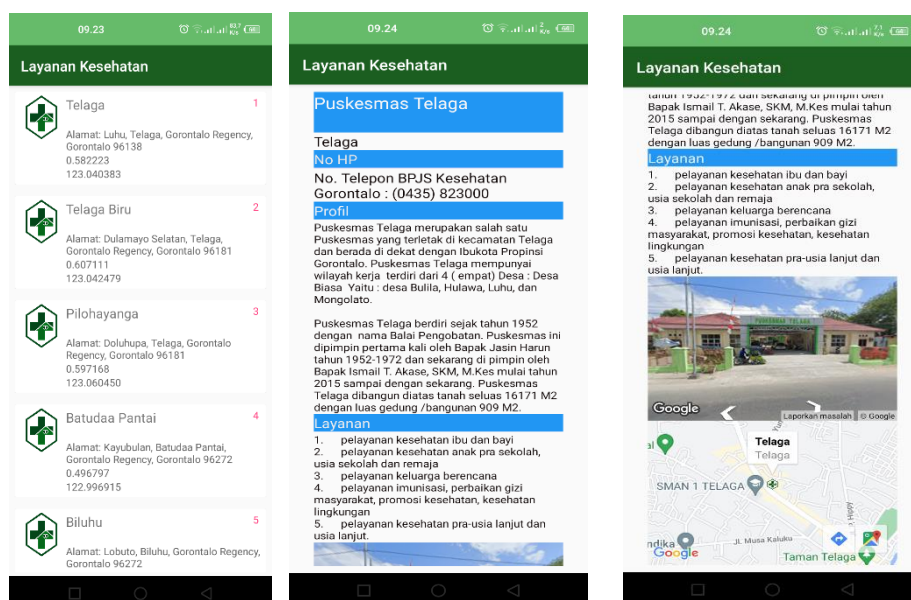 09.23
83,7 K/s
Layanan Kesehatan
Telaga
1
Alamat: Luhu, Telaga, Gorontalo Regency,
Gorontalo 96138
0.582223
123.040383
Telaga Biru
2
Alamat: Dulamayo Selatan, Telaga,
Gorontalo Regency, Gorontalo 96181
0.607111
123.042479
Pilohayanga
3
Alamat: Doluhupa, Telaga, Gorontalo
Regency, Gorontalo 96181
0.597168
123.060450
Batudaa Pantai
4
Alamat: Kayubulan, Batudaa Pantai,
Gorontalo Regency, Gorontalo 96272
0.496797
122.996915
Biluhu
5
Alamat: Lobuto, Biluhu, Gorontalo Regency,
Gorontalo 96272
09.24
2 K/s
Layanan Kesehatan
Puskesmas Telaga
Telaga
No HP
No. Telepon BPJS Kesehatan
Gorontalo : (0435) 823000
Profil
Puskesmas Telaga merupakan salah satu
Puskesmas yang terletak di kecamatan Telaga
dan berada di dekat dengan Ibukota Propinsi
Gorontalo. Puskesmas Telaga mempunyai
wilayah kerja terdiri dari 4 ( empat) Desa : Desa
Biasa Yaitu : desa Bulila, Hulawa, Luhu, dan
Mongolato.
Puskesmas Telaga berdiri sejak tahun 1952
dengan nama Balai Pengobatan. Puskesmas ini
dipimpin pertama kali oleh Bapak Jasin Harun
tahun 1952-1972 dan sekarang di pimpin oleh
Bapak Ismail T. Akase, SKM, M.Kes mulai tahun
2015 sampai dengan sekarang. Puskesmas
Telaga dibangun diatas tanah seluas 16171 M2
dengan luas gedung /bangunan 909 M2.
Layanan
1. pelayanan kesehatan ibu dan bayi
2. pelayanan kesehatan anak pra sekolah,
usia sekolah dan remaja
3. pelayanan keluarga berencana
4. pelayanan imunisasi, perbaikan gizi
masyarakat, promosi kesehatan, kesehatan
lingkungan
5. pelayanan kesehatan pra-usia lanjut dan
usia lanjut.
09.24
7,1 K/s
Layanan Kesehatan
tahun 1952-1972 dan sekarang di pimpin oleh
Bapak Ismail T. Akase, SKM, M.Kes mulai tahun
2015 sampai dengan sekarang. Puskesmas
Telaga dibangun diatas tanah seluas 16171 M2
dengan luas gedung /bangunan 909 M2.
Layanan
1. pelayanan kesehatan ibu dan bayi
2. pelayanan kesehatan anak pra sekolah,
usia sekolah dan remaja
3. pelayanan keluarga berencana
4. pelayanan imunisasi, perbaikan gizi
masyarakat, promosi kesehatan, kesehatan
lingkungan
5. pelayanan kesehatan pra-usia lanjut dan
usia lanjut.
PUSKESMAS TELAGA
Google
Laporkan masalah
© Google
Telaga
Telaga
SMAN 1 TELAGA
Jl. Musa Kaluku
Hippy
ndika
Google
Taman Telaga